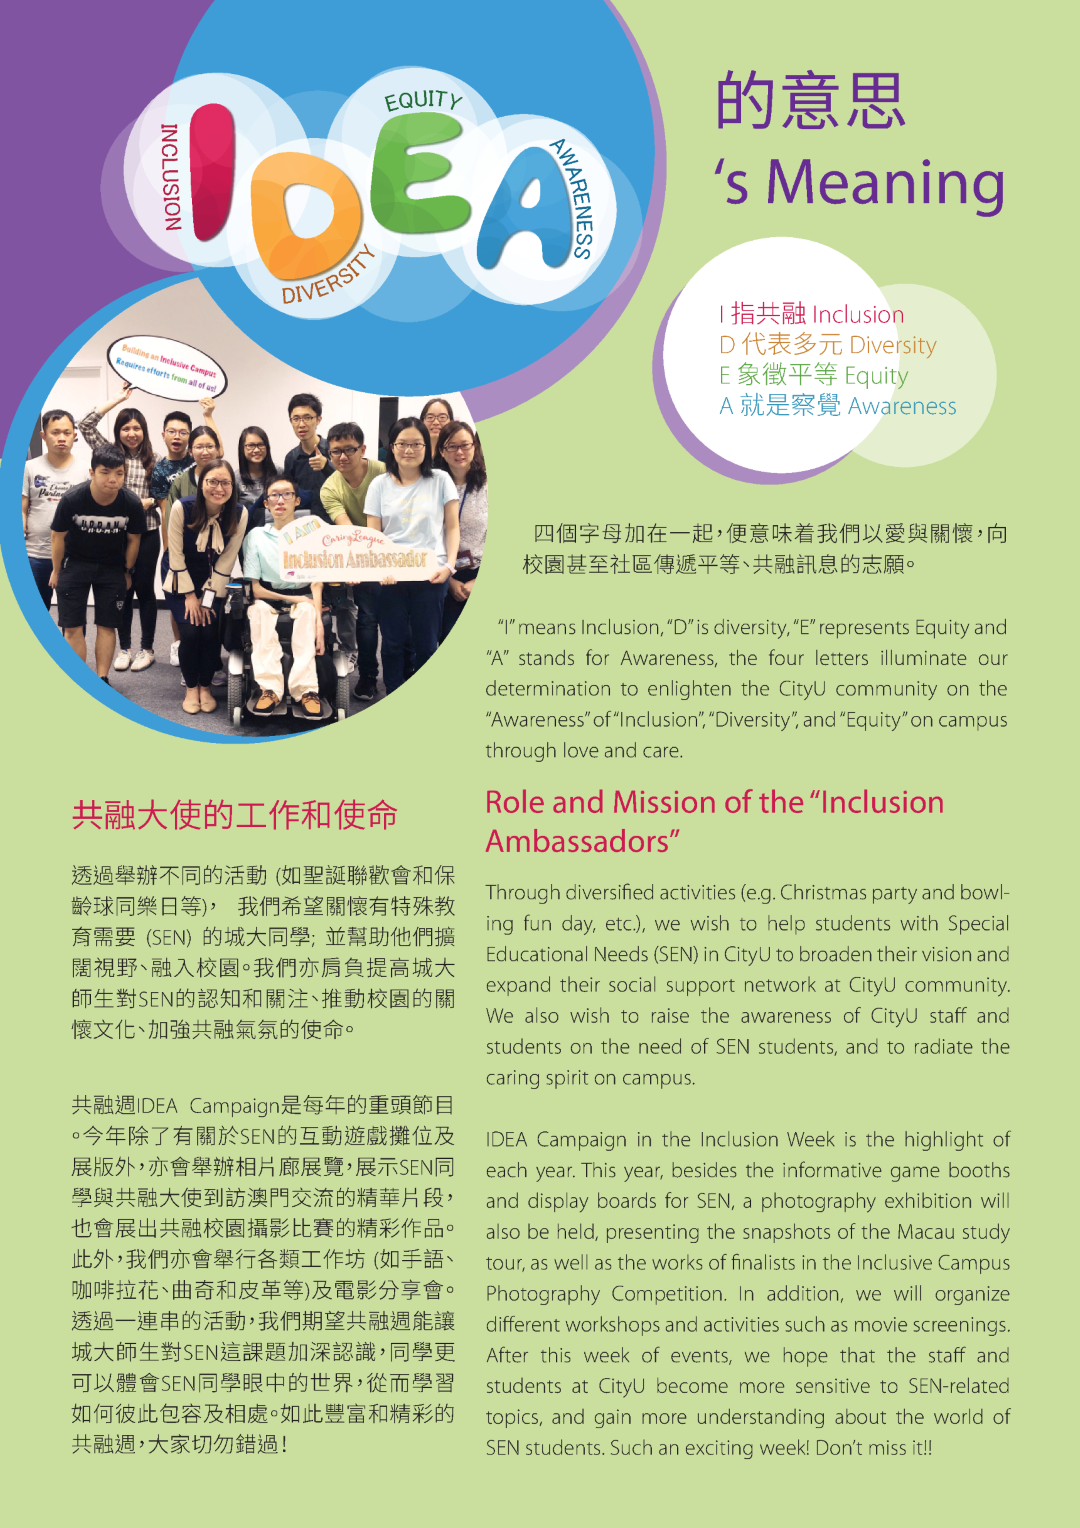 INCLUSION
EQUITY
DIVERSITY
AWARENESS
IDEA
的意思
‘s Meaning
I 指共融 Inclusion
D 代表多元 Diversity
E 象徵平等 Equity
A 就是察覺 Awareness
Building an Inclusive Campus
Requires efforts from all of us!
I Am
Caring League
Inclusion Ambassador
四個字母加在一起，便意味着我們以愛與關懷，向
校園甚至社區傳遞平等、共融訊息的志願。
“I” means Inclusion, “D” is diversity, “E” represents Equity and
“A” stands for Awareness, the four letters illuminate our
determination to enlighten the CityU community on the
“Awareness” of “Inclusion”, “Diversity”, and “Equity” on campus
through love and care.
共融大使的工作和使命
透過舉辦不同的活動 (如聖誕聯歡會和保
齡球同樂日等)， 我們希望關懷有特殊教
育需要 (SEN) 的城大同學; 並幫助他們擴
闊視野、融入校園。我們亦肩負提高城大
師生對SEN的認知和關注、推動校園的關
懷文化、加強共融氣氛的使命。
共融週IDEA Campaign是每年的重頭節目
。今年除了有關於SEN的互動遊戲攤位及
展版外，亦會舉辦相片廊展覽，展示SEN同
學與共融大使到訪澳門交流的精華片段，
也會展出共融校園攝影比賽的精彩作品。
此外，我們亦會舉行各類工作坊 (如手語、
咖啡拉花、曲奇和皮革等)及電影分享會。
透過一連串的活動，我們期望共融週能讓
城大師生對SEN這課題加深認識，同學更
可以體會SEN同學眼中的世界，從而學習
如何彼此包容及相處。如此豐富和精彩的
共融週，大家切勿錯過！
Role and Mission of the “Inclusion
Ambassadors”
Through diversified activities (e.g. Christmas party and bowl-
ing fun day, etc.), we wish to help students with Special
Educational Needs (SEN) in CityU to broaden their vision and
expand their social support network at CityU community.
We also wish to raise the awareness of CityU staff and
students on the need of SEN students, and to radiate the
caring spirit on campus.
IDEA Campaign in the Inclusion Week is the highlight of
each year. This year, besides the informative game booths
and display boards for SEN, a photography exhibition will
also be held, presenting the snapshots of the Macau study
tour, as well as the works of finalists in the Inclusive Campus
Photography Competition. In addition, we will organize
different workshops and activities such as movie screenings.
After this week of events, we hope that the staff and
students at CityU become more sensitive to SEN-related
topics, and gain more understanding about the world of
SEN students. Such an exciting week! Don’t miss it!!